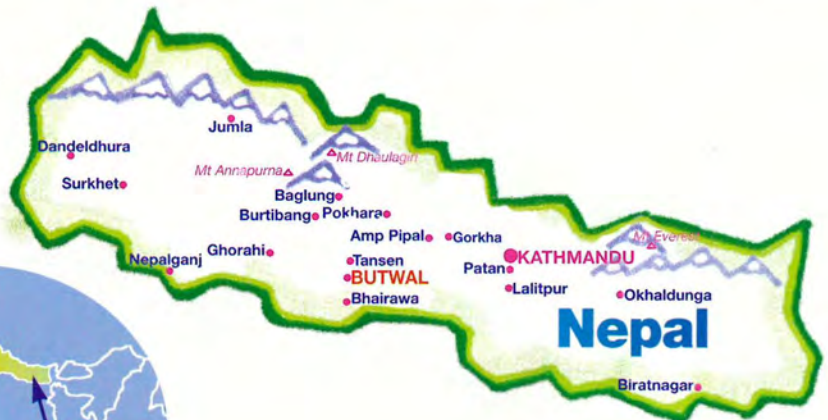 Jumla
Dandeldhura
Mt Dhaulagiri
Mt Annapurna
Surkhet
Baglung
Burtibang Pokhara
Amp Pipal
Gorkha
Mt Everest
Ghorahi
Nepalganj
Tansen
KATHMANDU
Patan
BUTWAL
Lalitpur
Okhaldunga
Bhairawa
Nepal
Biratnagar